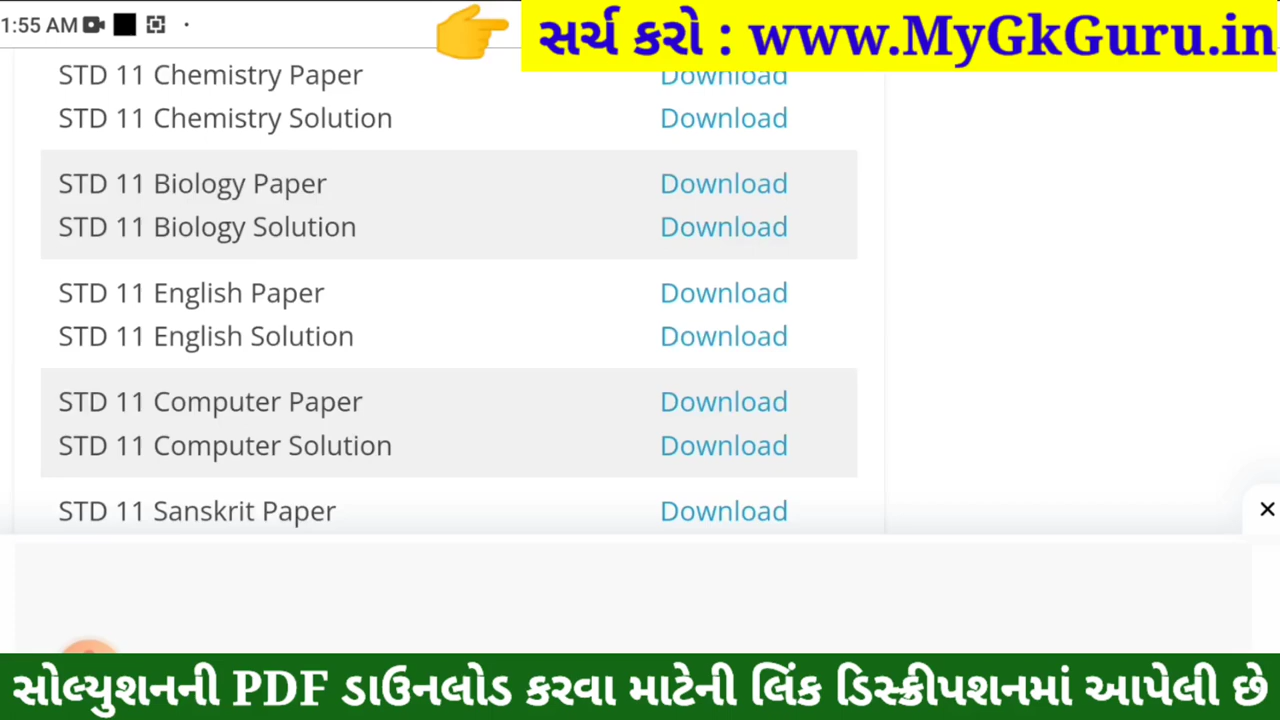 1:55 AM
સર્ચ કરો : www.MyGkGuru.in
STD 11 Chemistry Paper Download
STD 11 Chemistry Solution Download
STD 11 Biology Paper Download
STD 11 Biology Solution Download
STD 11 English Paper Download
STD 11 English Solution Download
STD 11 Computer Paper Download
STD 11 Computer Solution Download
STD 11 Sanskrit Paper Download
સોલ્યુશનની PDF ડાઉનલોડ કરવા માટેની લિંક ડિસ્ક્રીપશનમાં આપેલી છે